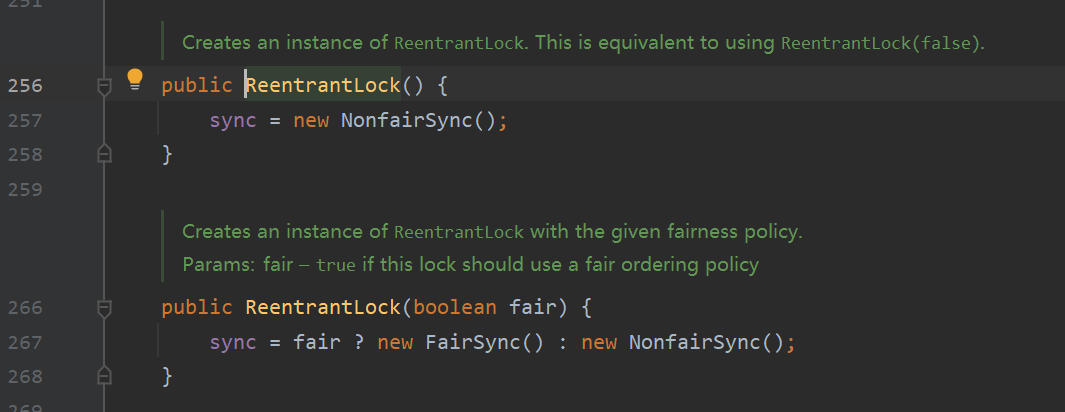 251
Creates an instance of ReentrantLock. This is equivalent to using ReentrantLock(false).
256 public ReentrantLock() {
257 sync = new NonfairSync();
258 }
259
Creates an instance of ReentrantLock with the given fairness policy.
Params: fair – true if this lock should use a fair ordering policy
266 public ReentrantLock(boolean fair) {
267 sync = fair ? new FairSync() : new NonfairSync();
268 }
269